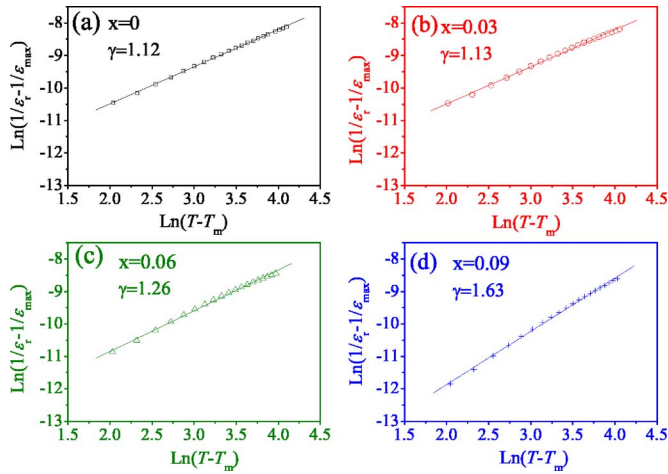 (a)
x=0
γ=1.12
Ln(1/εr-1/εmax)
-8
-9
-10
-11
-12
-13
1.5 2.0 2.5 3.0 3.5 4.0 4.5
Ln(T-Tm)
(b)
x=0.03
γ=1.13
Ln(1/εr-1/εmax)
-8
-9
-10
-11
-12
-13
1.5 2.0 2.5 3.0 3.5 4.0 4.5
Ln(T-Tm)
(c)
x=0.06
γ=1.26
Ln(1/εr-1/εmax)
-8
-9
-10
-11
-12
-13
1.5 2.0 2.5 3.0 3.5 4.0 4.5
Ln(T-Tm)
(d)
x=0.09
γ=1.63
Ln(1/εr-1/εmax)
-8
-9
-10
-11
-12
-13
1.5 2.0 2.5 3.0 3.5 4.0 4.5
Ln(T-Tm)